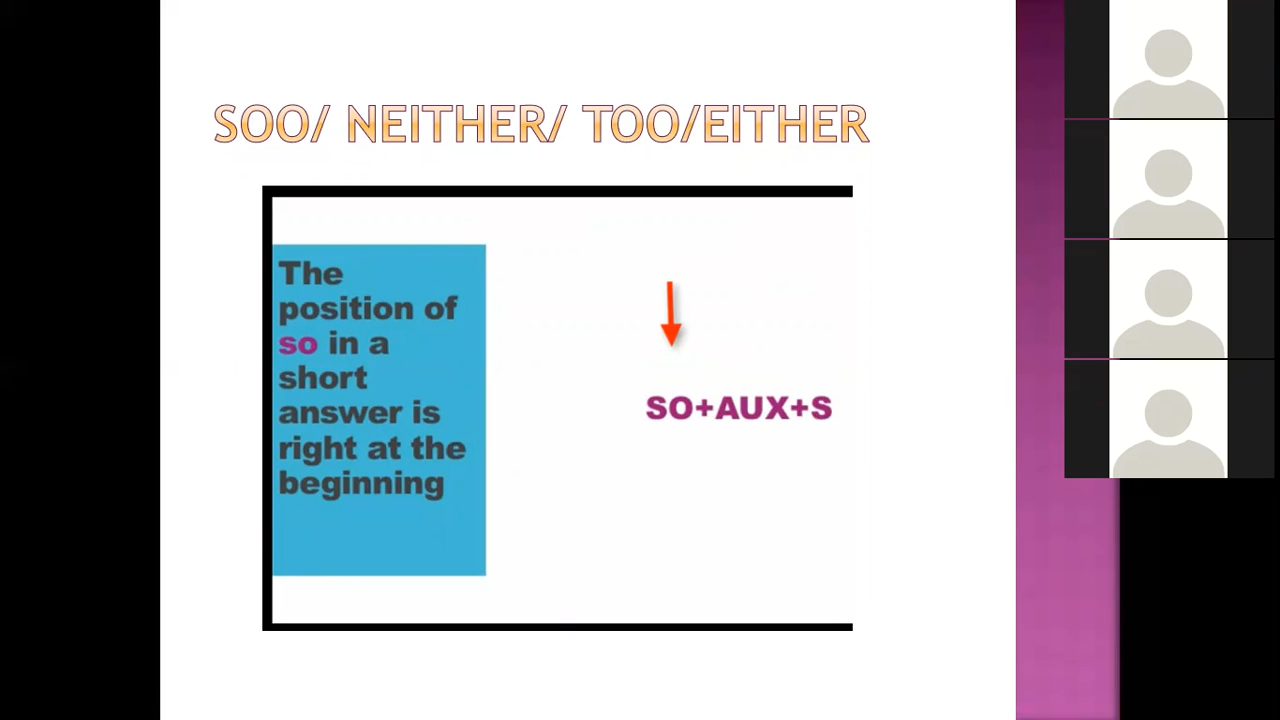 SOO/ NEITHER/ TOO/EITHER
The
position of
so in a
short
answer is
right at the
beginning
SO+AUX+S